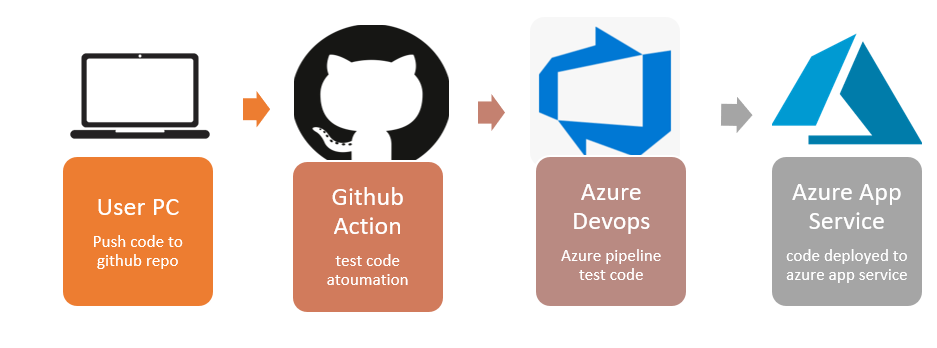 User PC
Push code to
github repo
Github
Action
test code
atoumation
Azure
Devops
Azure pipeline
test code
Azure App
Service
code deployed to
azure app service